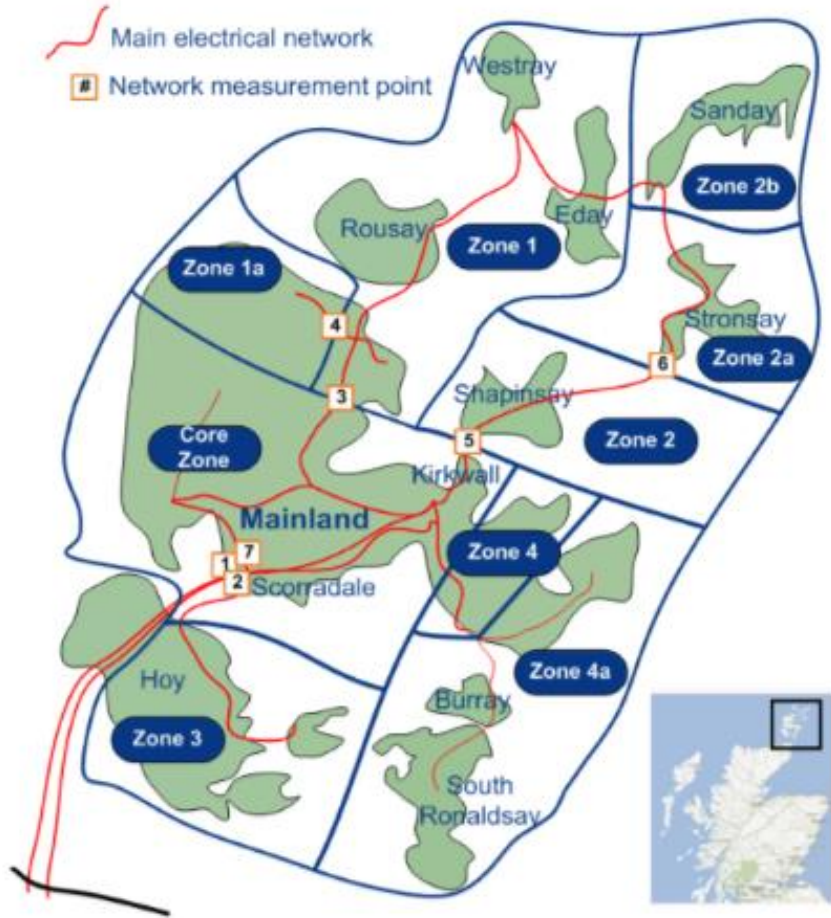 Main electrical network
# Network measurement point
Westray
Sanday
Zone 2b
Rousay
Eday
Zone 1
Zone 1a
4
Stronsay
Zone 2a
6
3
Shapinsay
Zone 2
5
Core
Zone
Kirkwall
Mainland
7
1
2
Scorradale
Zone 4
Hoy
Zone 4a
Burray
Zone 3
South
Ronaldsay